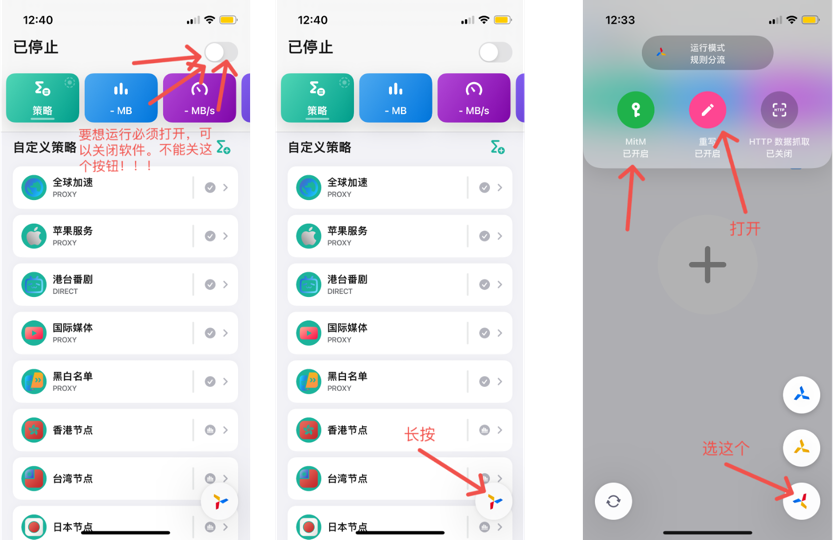 12:40
已停止
策略
- MB
- MB/s
要想运行必须打开，可
以关闭软件。不能关这
个按钮！！！
自定义策略
全球加速
PROXY
苹果服务
PROXY
港台番剧
DIRECT
国际媒体
PROXY
黑白名单
PROXY
香港节点
台湾节点
日本节点
12:40
已停止
策略
- MB
- MB/s
自定义策略
全球加速
PROXY
苹果服务
PROXY
港台番剧
DIRECT
国际媒体
PROXY
黑白名单
PROXY
香港节点
长按
台湾节点
日本节点
12:33
运行模式
规则分流
HTTP
MitM
已开启
重写
已开启
HTTP 数据抓取
已关闭
打开
选这个